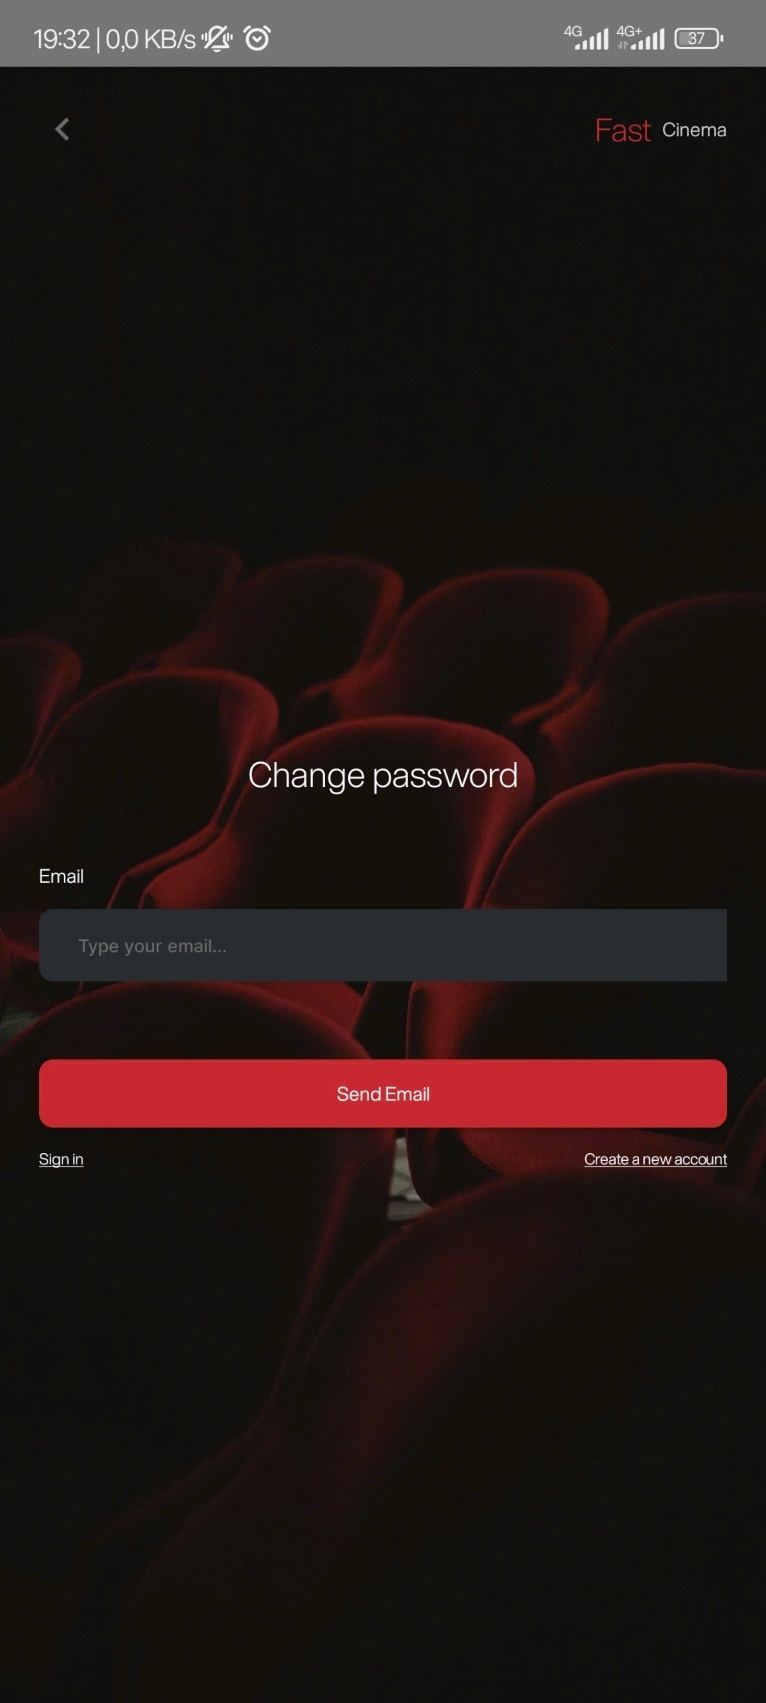 19:32 | 0,0 KB/s 4G 4G+ 37
Fast Cinema
Change password
Email
Type your email...
Send Email
Sign in Create a new account